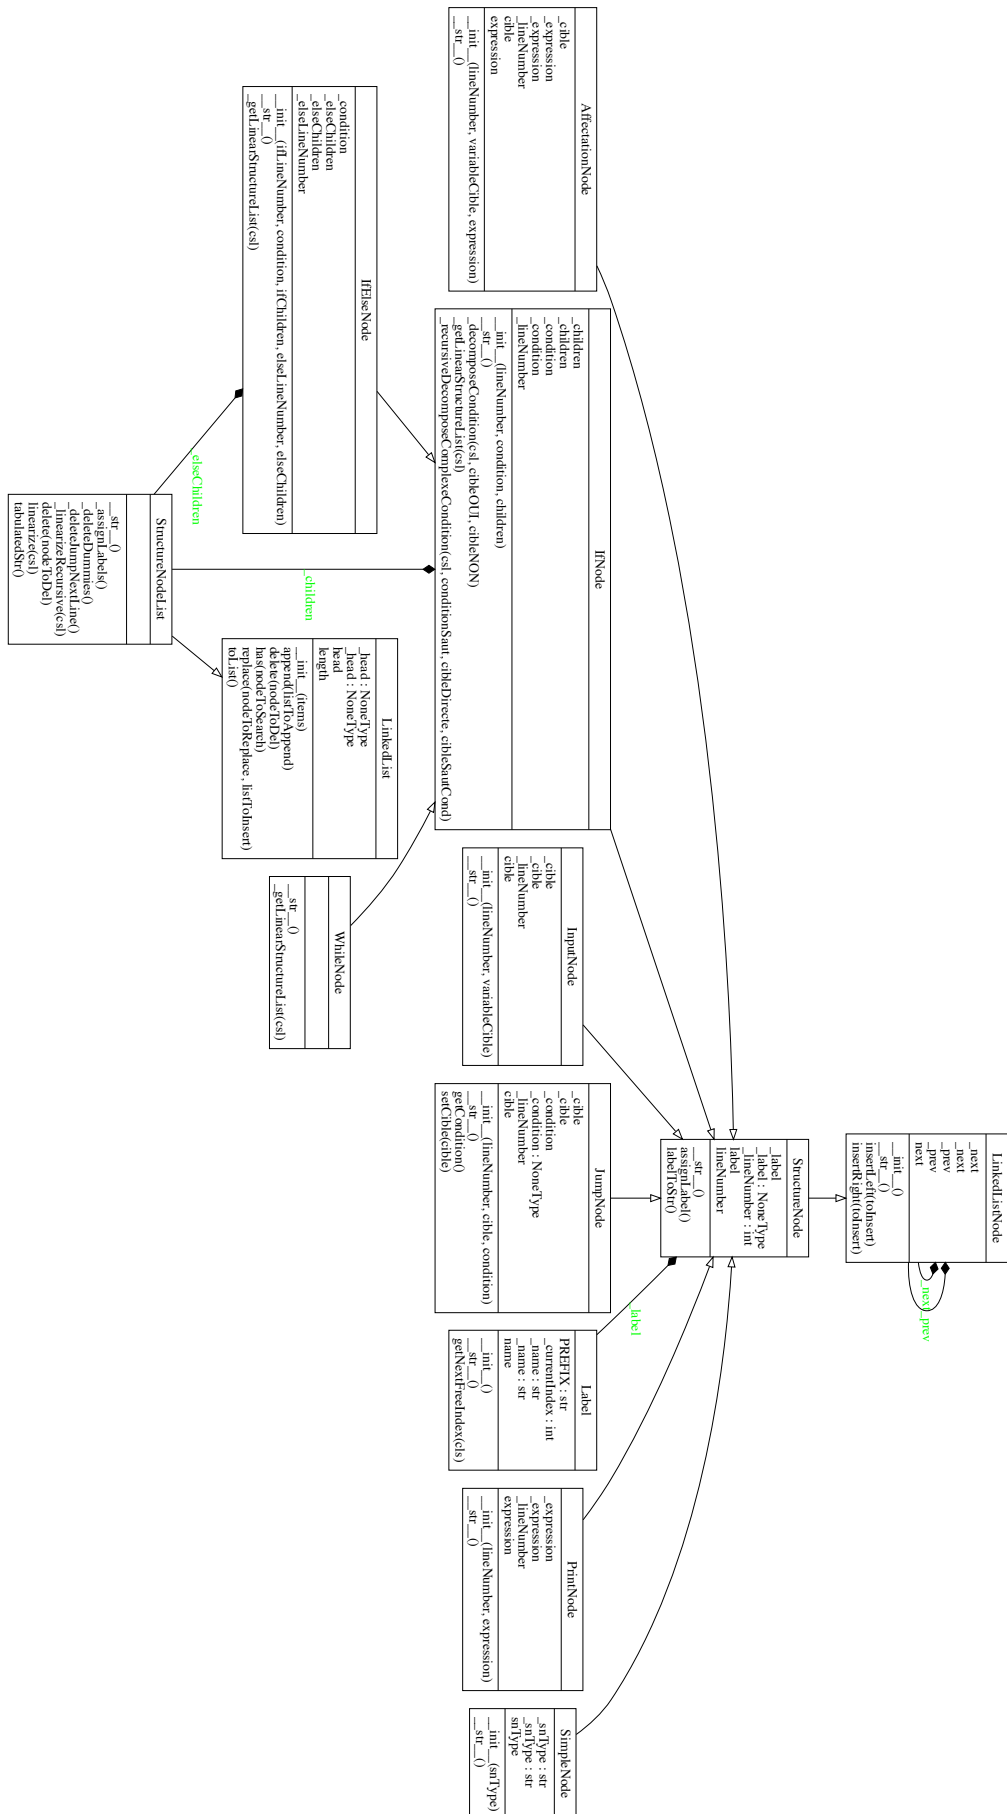 LinkedListNode
_next
_next
_prev
_prev
next
__init__()
__str__()
insertLeft(toInsert)
insertRight(toInsert)
_next
_prev
StructureNode
_label
_label : NoneType
_lineNumber : int
label
lineNumber
__str__()
assignLabel()
labelToStr()
_label
AffectationNode
_cible
_expression
_expression
_lineNumber
cible
expression
__init__(lineNumber, variableCible, expression)
__str__()
IfNode
_children
_children
_condition
_condition
_lineNumber
__init__(lineNumber, condition, children)
__str__()
_decomposeCondition(csl, cibleOUI, cibleNON)
_getLinearStructureList(csl)
_recursiveDecomposeComplexeCondition(csl, conditionSaut, cibleDirecte, cibleSautCond)
InputNode
_cible
_cible
_lineNumber
cible
__init__(lineNumber, variableCible)
__str__()
JumpNode
_cible
_cible
_condition
_condition : NoneType
_lineNumber
cible
__init__(lineNumber, cible, condition)
__str__()
getCondition()
setCible(cible)
Label
PREFIX : str
_currentIndex : int
_name : str
_name : str
name
__init__()
__str__()
getNextFreeIndex(cls)
PrintNode
_expression
_expression
_lineNumber
expression
__init__(lineNumber, expression)
__str__()
SimpleNode
_snType : str
_snType : str
snType
__init__(snType)
__str__()
IfElseNode
_condition
_elseChildren
_elseChildren
_elseLineNumber
__init__(ifLineNumber, condition, ifChildren, elseLineNumber, elseChildren)
__str__()
_getLinearStructureList(csl)
_children
LinkedList
_head : NoneType
_head : NoneType
head
length
__init__(items)
append(listToAppend)
delete(nodeToDel)
has(nodeToSearch)
replace(nodeToReplace, listToInsert)
toList()
WhileNode
__str__()
_getLinearStructureList(csl)
_elseChildren
StructureNodeList
__str__()
_assignLabels()
_deleteDummies()
_deleteJumpNextLine()
_linearizeRecursive(csl)
delete(nodeToDel)
linearize(csl)
tabulatedStr()